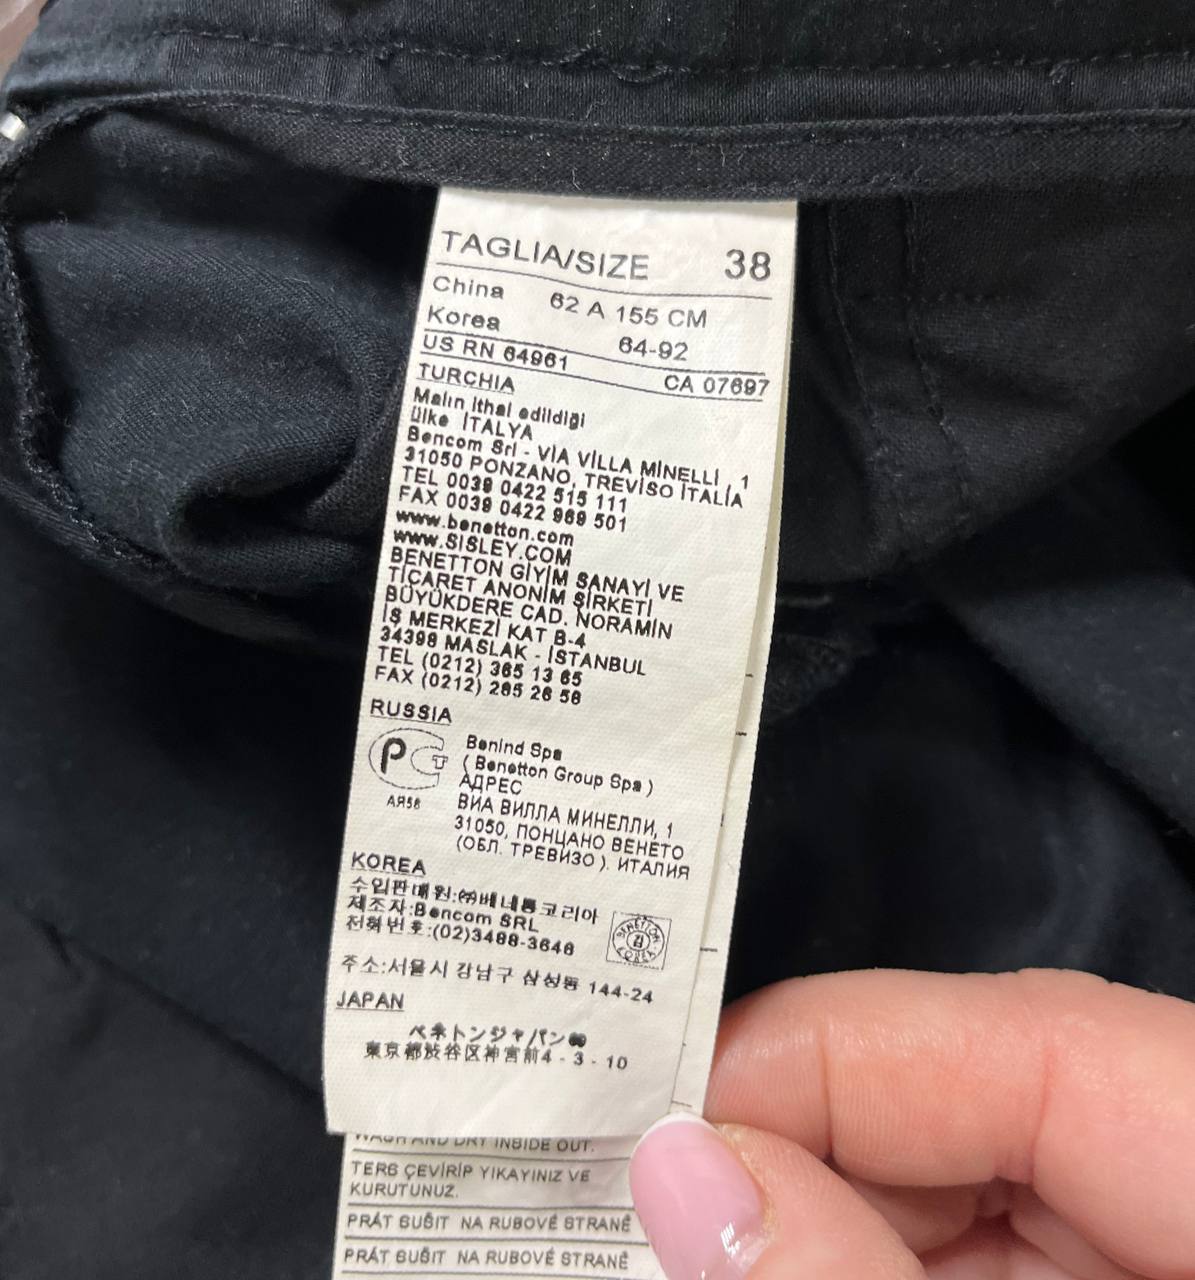 TAGLIA/SIZE 38
China 62 A 155 CM
Korea 64-92
US RN 64961 CA 07697
TURCHIA
Malın ithal edildiği
ülke İTALYA
Bencom Srl - VİA VİLLA MİNELLİ , 1
31050 PONZANO, TREVİSO İTALİA
TEL 0039 0422 515 111
FAX 0039 0422 969 501
www.benetton.com
www.SISLEY.COM
BENETTON GİYİM SANAYİ VE
TİCARET ANONİM ŞİRKETİ
BÜYÜKDERE CAD. NORAMİN
İŞ MERKEZİ KAT B-4
34398 MASLAK - İSTANBUL
TEL (0212) 365 13 65
FAX (0212) 285 26 58
RUSSIA
Benind Spa
( Benetton Group Spa )
АДРЕС
АЯ56
ВИА ВИЛЛА МИНЕЛЛИ, 1
31050, ПОНЦАНО ВЕНЕТО
(ОБЛ. ТРЕВИЗО ). ИТАЛИЯ
KOREA
수입판매원:㈜베네통코리아
제조자:Bencom SRL
전화번호:(02)3488-3646
BENETTON KOREA
주소:서울시 강남구 삼성동 144-24
JAPAN
ベネトンジャパン
東京都渋谷区神宮前4 - 3 - 10
WASH AND DRY INSIDE OUT.
TERS ÇEVİRİP YIKAYINIZ VE
KURUTUNUZ.
PRÁT SUŠIT NA RUBOVÉ STRANĚ
PRÁT SUŠIT NA RUBOVÉ STRANĚ